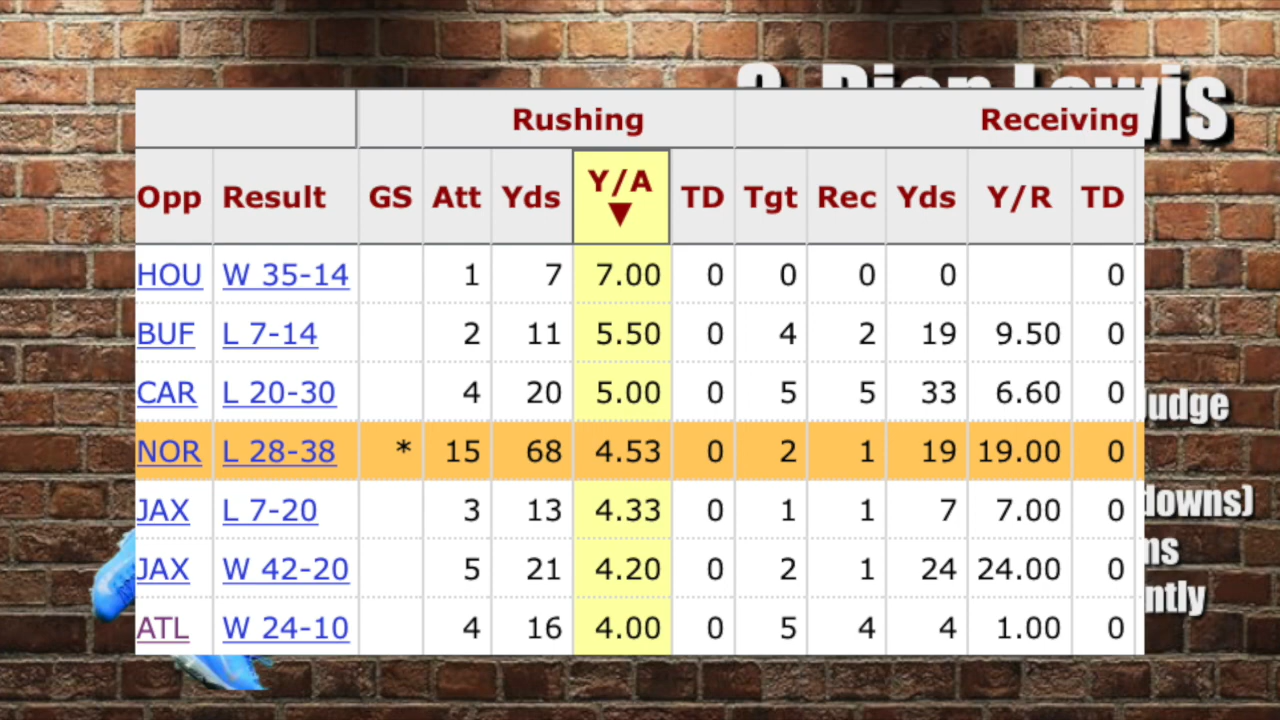 Rushing Receiving
Opp Result GS Att Yds Y/A ▼ TD Tgt Rec Yds Y/R TD
HOU W 35-14 1 7 7.00 0 0 0 0 0
BUF L 7-14 2 11 5.50 0 4 2 19 9.50 0
CAR L 20-30 4 20 5.00 0 5 5 33 6.60 0
NOR L 28-38 * 15 68 4.53 0 2 1 19 19.00 0
JAX L 7-20 3 13 4.33 0 1 1 7 7.00 0
JAX W 42-20 5 21 4.20 0 2 1 24 24.00 0
ATL W 24-10 4 16 4.00 0 5 4 4 1.00 0